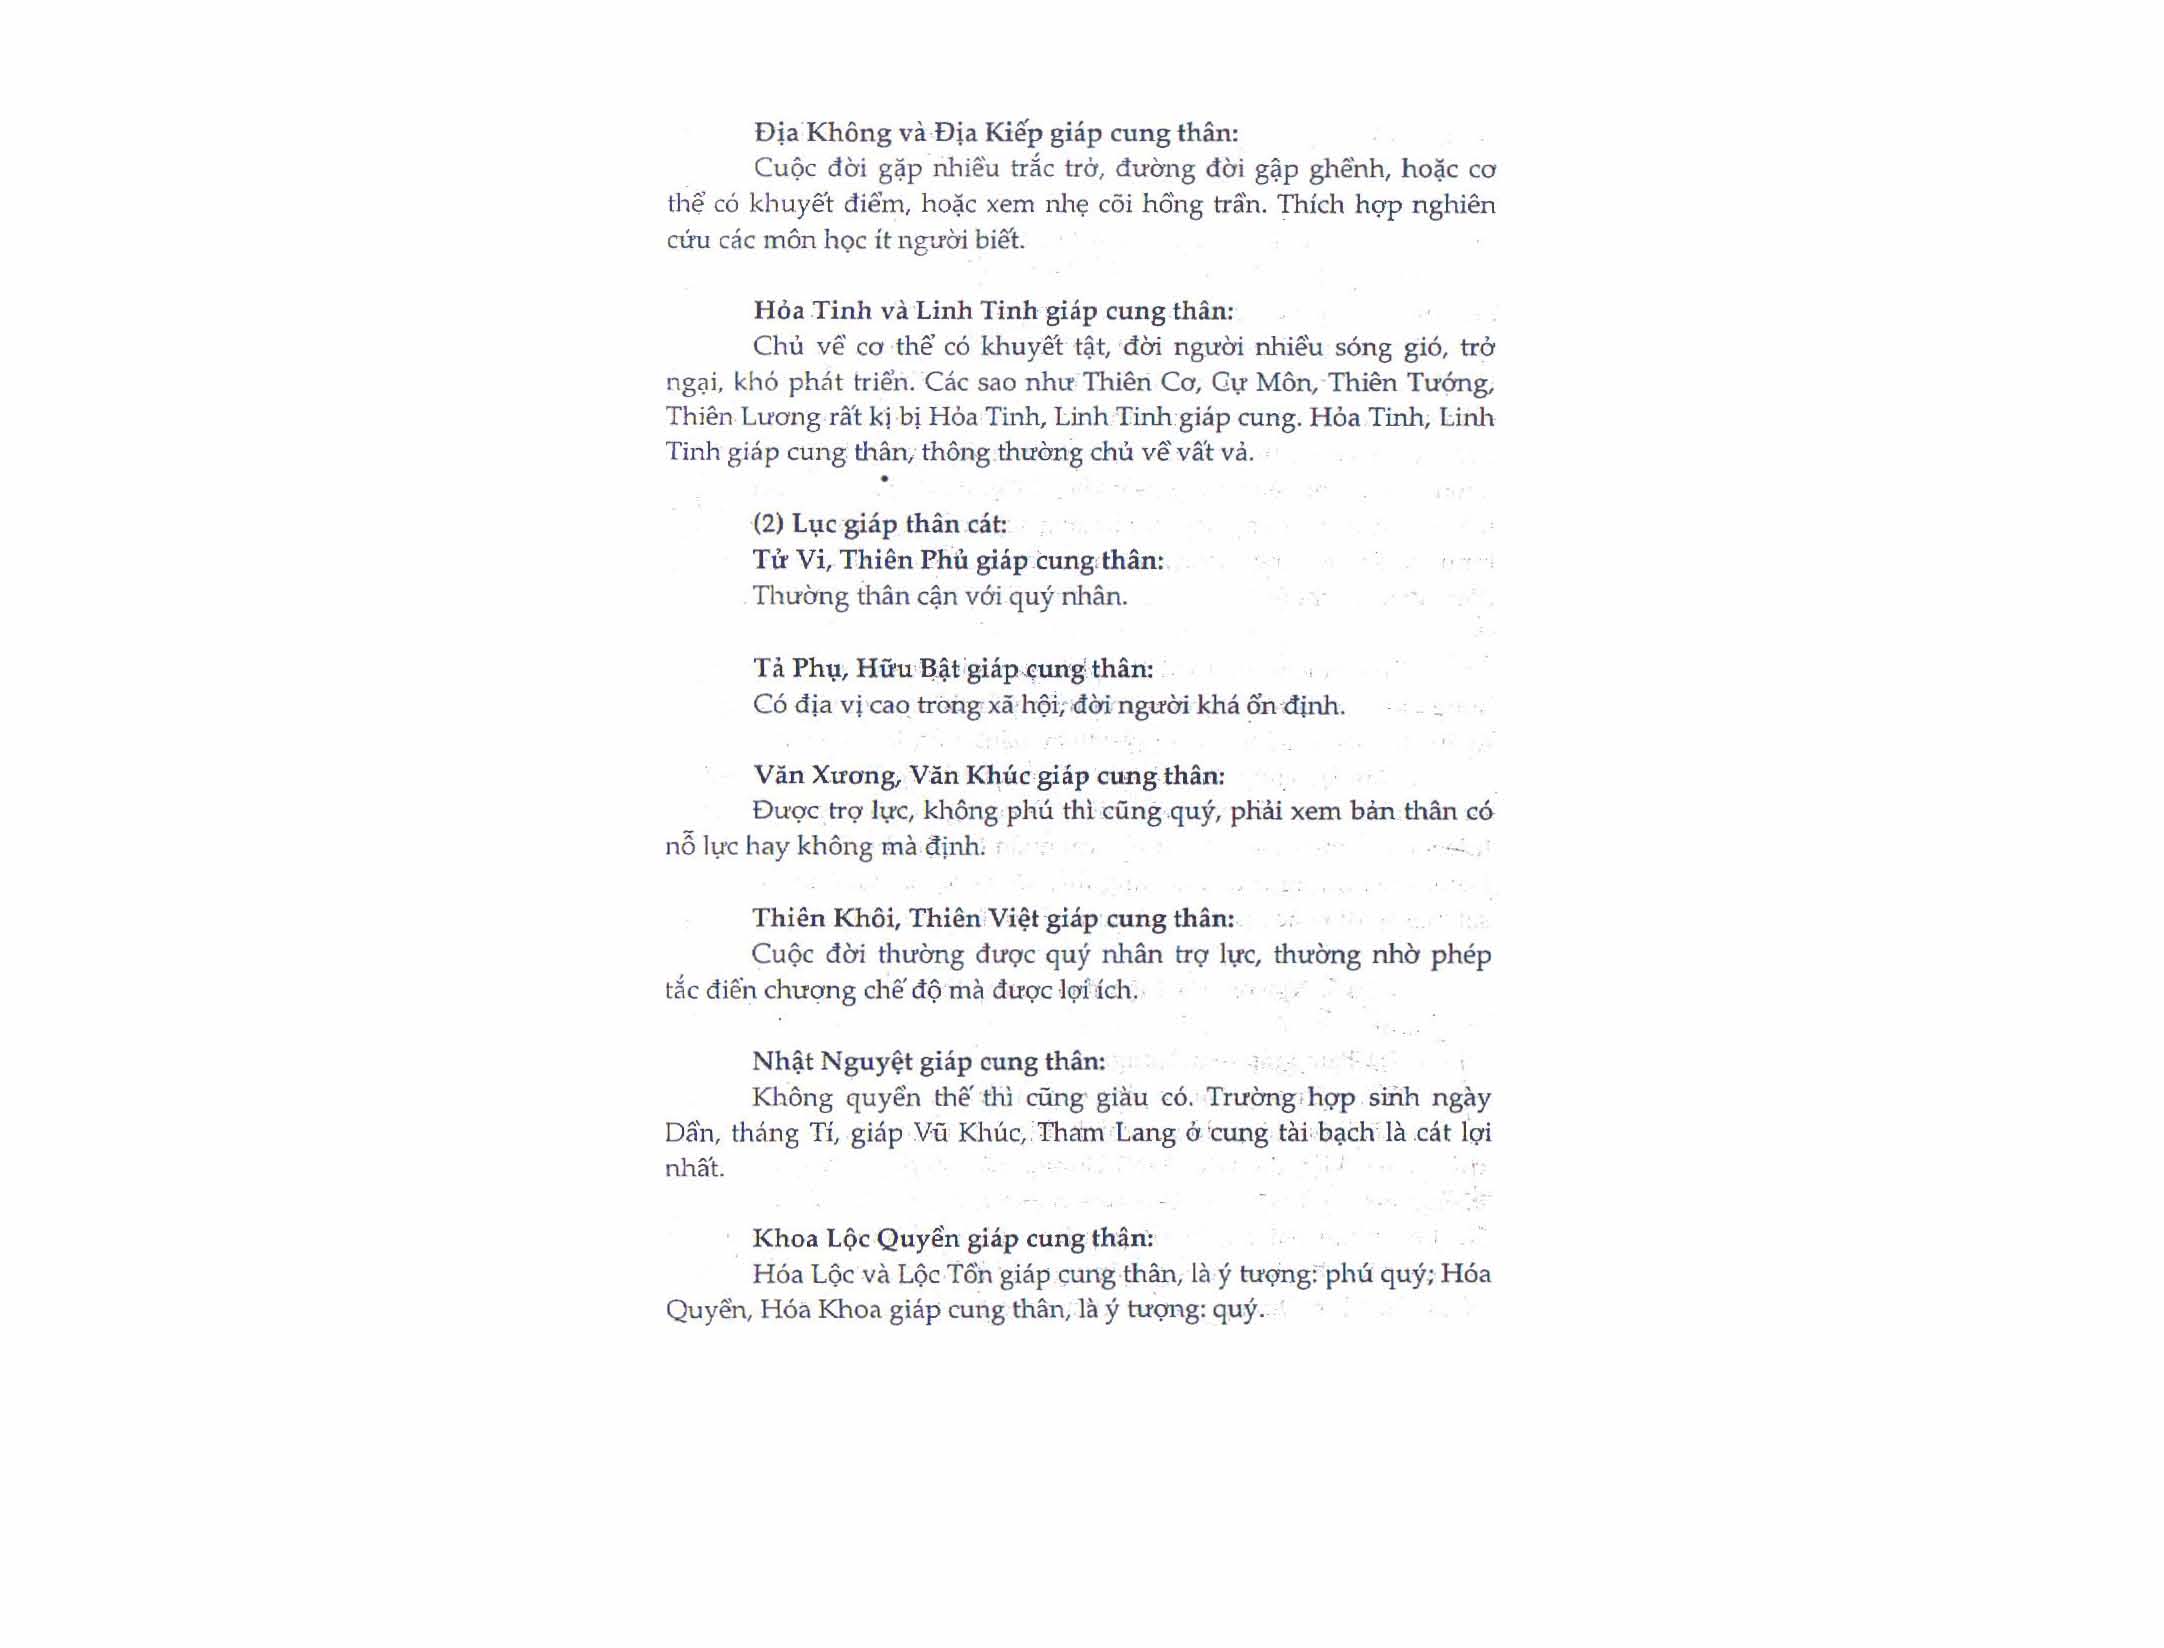 Địa Không và Địa Kiếp giáp cung thân:
Cuộc đời gặp nhiều trắc trở, đường đời gập ghềnh, hoặc cơ
thể có khuyết điểm, hoặc xem nhẹ cõi hồng trần. Thích hợp nghiên
cứu các môn học ít người biết.
Hỏa Tinh và Linh Tinh giáp cung thân:
Chủ về cơ thể có khuyết tật, đời người nhiều sóng gió, trở
ngại, khó phát triển. Các sao như Thiên Cơ, Cự Môn, Thiên Tướng,
Thiên Lương rất kị bị Hỏa Tinh, Linh Tinh giáp cung. Hỏa Tinh, Linh
Tinh giáp cung thân, thông thường chủ về vất vả.
(2) Lục giáp thân cát:
Tử Vi, Thiên Phủ giáp cung thân:
Thường thân cận với quý nhân.
Tả Phụ, Hữu Bật giáp cung thân:
Có địa vị cao trong xã hội, đời người khá ổn định.
Văn Xương, Văn Khúc giáp cung thân:
Được trợ lực, không phú thì cũng quý, phải xem bản thân có
nỗ lực hay không mà định.
Thiên Khôi, Thiên Việt giáp cung thân:
Cuộc đời thường được quý nhân trợ lực, thường nhờ phép
tắc điển chượng chế độ mà được lợi ích.
Nhật Nguyệt giáp cung thân:
Không quyền thế thì cũng giàu có. Trường hợp sinh ngày
Dần, tháng Tí, giáp Vũ Khúc, Tham Lang ở cung tài bạch là cát lợi
nhất.
Khoa Lộc Quyền giáp cung thân:
Hóa Lộc và Lộc Tồn giáp cung thân, là ý tượng: phú quý; Hóa
Quyền, Hóa Khoa giáp cung thân, là ý tượng: quý.